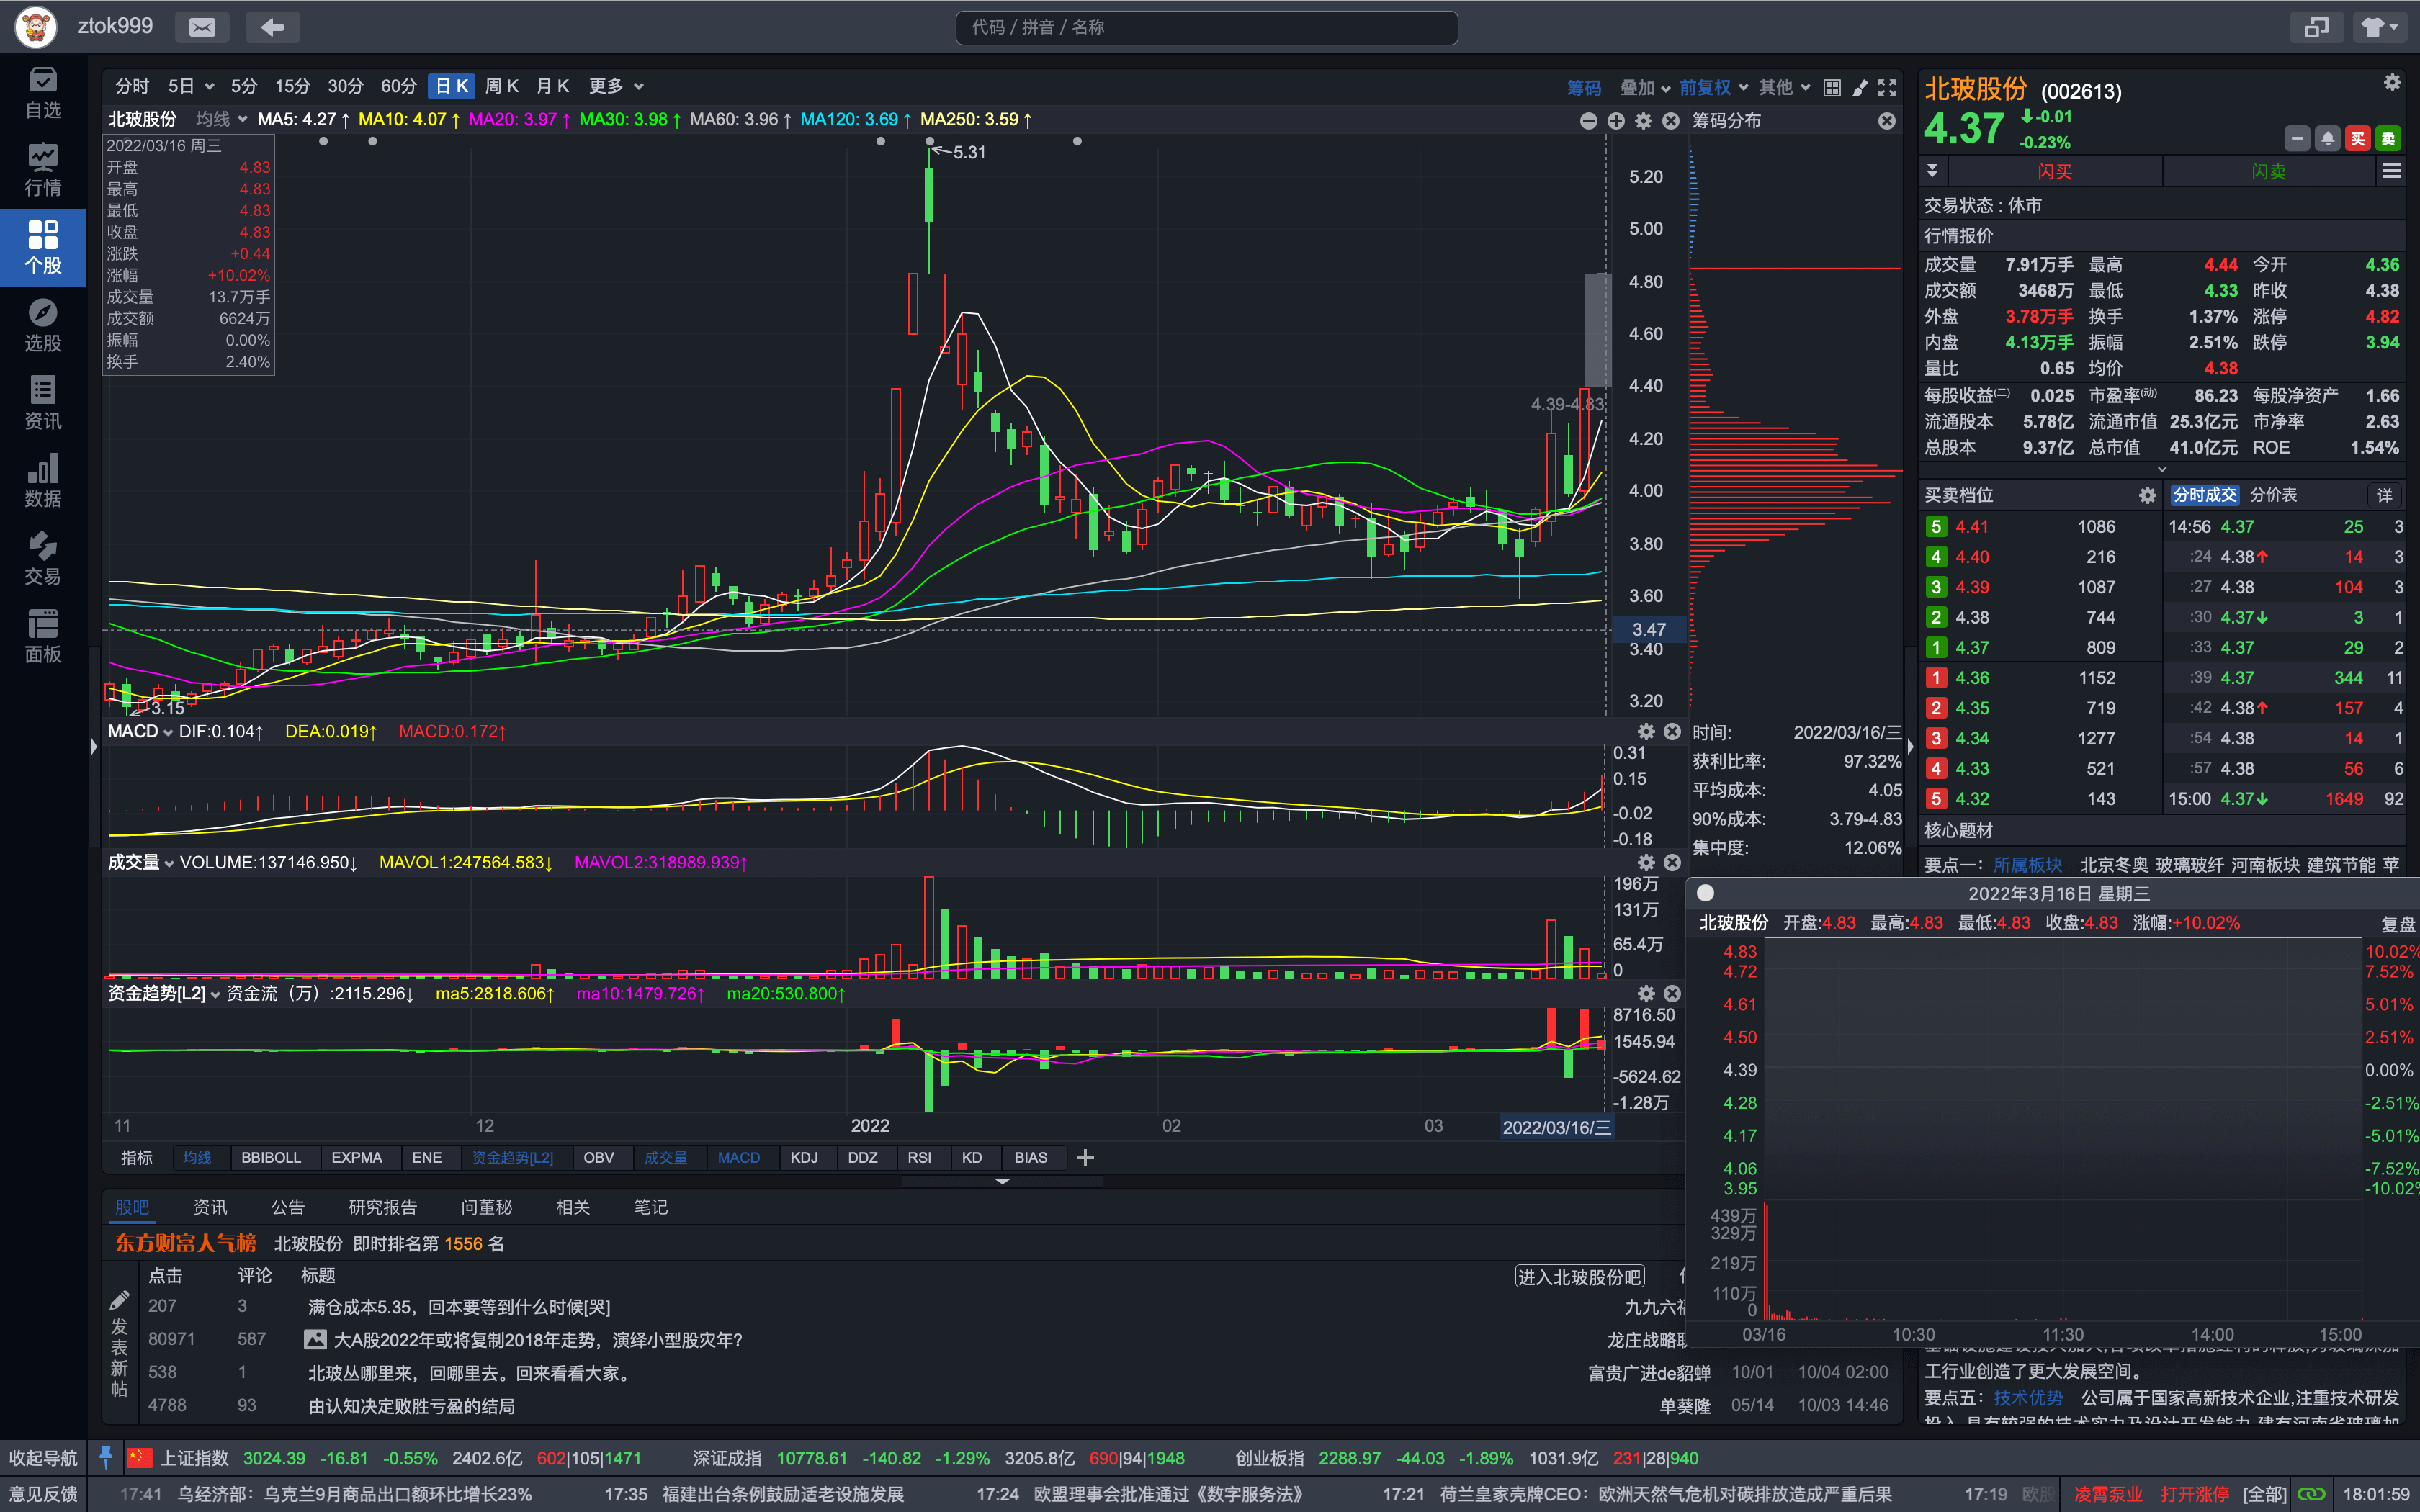 ztok999
代码 / 拼音 / 名称
自选
行情
个股
选股
资讯
数据
交易
面板
分时 5日 5分 15分 30分 60分 日K 周K 月K 更多
筹码 叠加 前复权 其他
北玻股份 均线 MA5: 4.27↑ MA10: 4.07↑ MA20: 3.97↑ MA30: 3.98↑ MA60: 3.96↑ MA120: 3.69↑ MA250: 3.59↑
筹码分布
2022/03/16 周三
开盘 4.83
最高 4.83
最低 4.83
收盘 4.83
涨跌 +0.44
涨幅 +10.02%
成交量 13.7万手
成交额 6624万
振幅 0.00%
换手 2.40%
5.31
4.39-4.83
3.15
5.20
5.00
4.80
4.60
4.40
4.20
4.00
3.80
3.60
3.47
3.40
3.20
MACD DIF:0.104↑ DEA:0.019↑ MACD:0.172↑
0.31
0.15
-0.02
-0.18
成交量 VOLUME:137146.950↓ MAVOL1:247564.583↓ MAVOL2:318989.939↑
196万
131万
65.4万
0
资金趋势[L2] 资金流（万）:2115.296↓ ma5:2818.606↑ ma10:1479.726↑ ma20:530.800↑
8716.50
1545.94
-5624.62
-1.28万
11 12 2022 02 03 2022/03/16/三
时间: 2022/03/16/三
获利比率: 97.32%
平均成本: 4.05
90%成本: 3.79-4.83
集中度: 12.06%
指标 均线 BBIBOLL EXPMA ENE 资金趋势[L2] OBV 成交量 MACD KDJ DDZ RSI KD BIAS
股吧 资讯 公告 研究报告 问董秘 相关 笔记
东方财富人气榜 北玻股份 即时排名第 1556 名
点击 评论 标题 进入北玻股份吧
发表新帖
207 3 满仓成本5.35，回本要等到什么时候[哭] 九九六
80971 587 大A股2022年或将复制2018年走势，演绎小型股灾年? 龙庄战略
538 1 北玻丛哪里来，回哪里去。回来看看大家。 富贵广进de貂蝉 10/01 10/04 02:00
4788 93 由认知决定败胜亏盈的结局 单葵隆 05/14 10/03 14:46
北玻股份 (002613)
4.37 -0.01
-0.23%
买 卖
闪买 闪卖
交易状态 : 休市
行情报价
成交量 7.91万手 最高 4.44 今开 4.36
成交额 3468万 最低 4.33 昨收 4.38
外盘 3.78万手 换手 1.37% 涨停 4.82
内盘 4.13万手 振幅 2.51% 跌停 3.94
量比 0.65 均价 4.38
每股收益(二) 0.025 市盈率(动) 86.23 每股净资产 1.66
流通股本 5.78亿 流通市值 25.3亿元 市净率 2.63
总股本 9.37亿 总市值 41.0亿元 ROE 1.54%
买卖档位 分时成交 分价表 详
5 4.41 1086 14:56 4.37 25 3
4 4.40 216 :24 4.38↑ 14 3
3 4.39 1087 :27 4.38 104 3
2 4.38 744 :30 4.37↓ 3 1
1 4.37 809 :33 4.37 29 2
1 4.36 1152 :39 4.37 344 11
2 4.35 719 :42 4.38↑ 157 4
3 4.34 1277 :54 4.38 14 1
4 4.33 521 :57 4.38 56 6
5 4.32 143 15:00 4.37↓ 1649 92
核心题材
要点一： 所属板块 北京冬奥 玻璃玻纤 河南板块 建筑节能 苹
2022年3月16日 星期三
北玻股份 开盘:4.83 最高:4.83 最低:4.83 收盘:4.83 涨幅:+10.02% 复盘
4.83 10.02%
4.72 7.52%
4.61 5.01%
4.50 2.51%
4.39 0.00%
4.28 -2.51%
4.17 -5.01%
4.06 -7.52%
3.95 -10.02%
439万
329万
219万
110万
0
03/16 10:30 11:30 14:00 15:00
工行业创造了更大发展空间。
要点五： 技术优势 公司属于国家高新技术企业,注重技术研发
收起导航 上证指数 3024.39 -16.81 -0.55% 2402.6亿 602|105|1471 深证成指 10778.61 -140.82 -1.29% 3205.8亿 690|94|1948 创业板指 2288.97 -44.03 -1.89% 1031.9亿 231|28|940
意见反馈 17:41 乌经济部：乌克兰9月商品出口额环比增长23% 17:35 福建出台条例鼓励适老设施发展 17:24 欧盟理事会批准通过《数字服务法》 17:21 荷兰皇家壳牌CEO：欧洲天然气危机对碳排放造成严重后果 17:19 欧股 凌霄泵业 打开涨停 [全部] 18:01:59